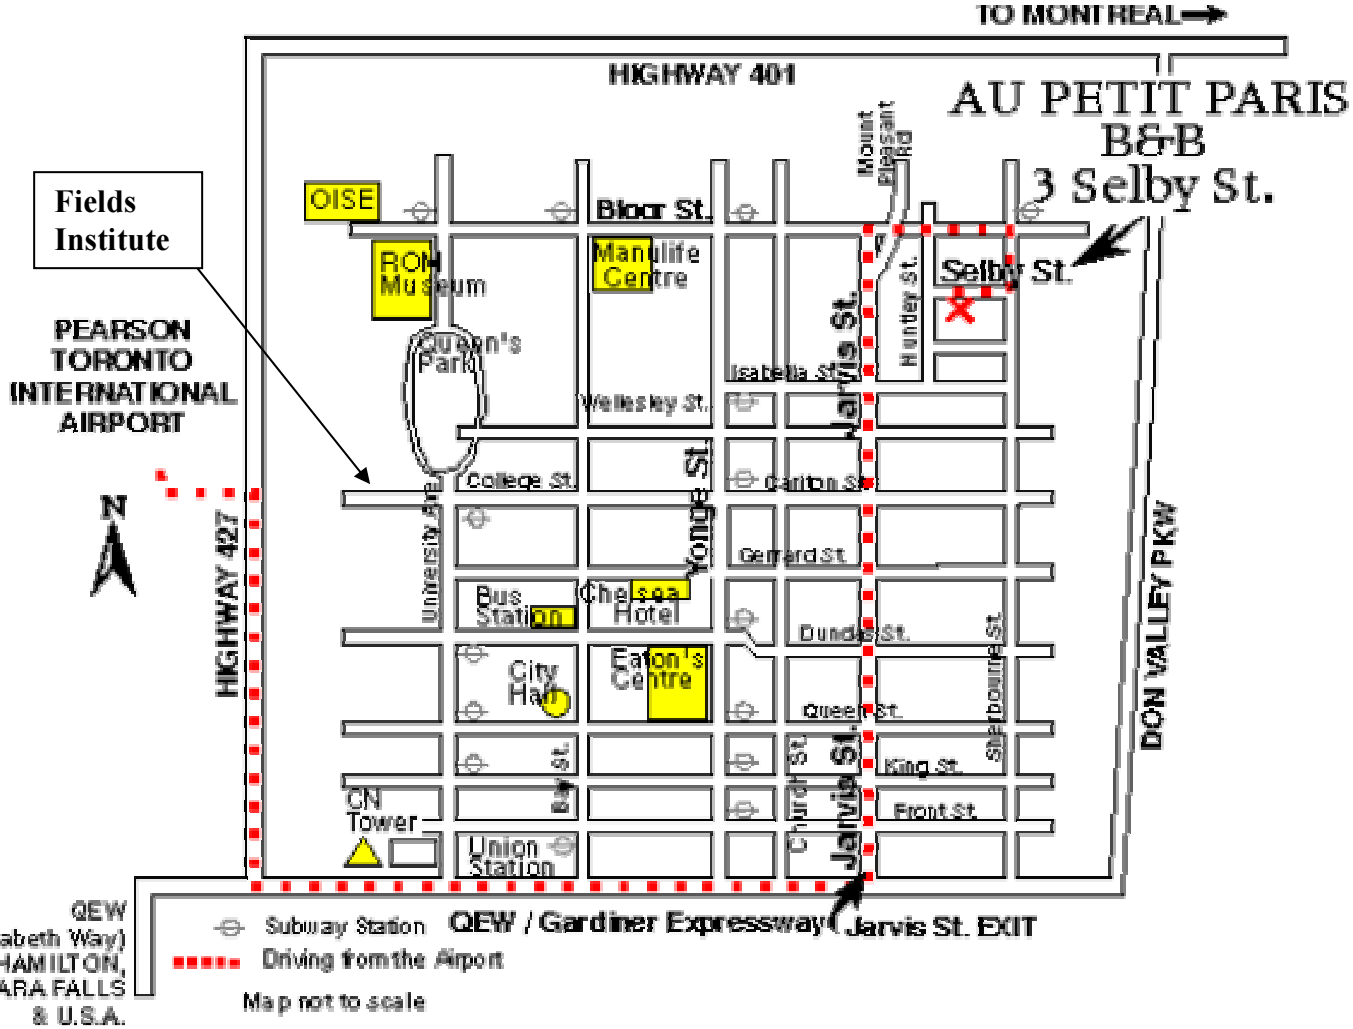 TO MONTREAL
HIGHWAY 401
AU PETIT PARIS
B&B
3 Selby St.
Mount
Pleasant
Rd
Fields
Institute
OISE
Bloor St.
ROM
Museum
Manulife
Centre
Selby St.
Huntley St.
Jarvis St.
PEARSON
TORONTO
INTERNATIONAL
AIRPORT
Queen's
Park
Isabella St.
Wellesley St.
College St.
Carlton St.
Yonge St.
University Ave
N
HIGHWAY 427
Gerrard St.
Bus
Station
Chelsea
Hotel
Dundas St.
City
Hall
Eaton's
Centre
Sherbourne St.
DON VALLEY PKW
Queen St.
Bay St.
Church St.
Jarvis St.
King St.
CN
Tower
Front St.
Union
Station
QEW
abeth Way)
HAMILTON,
ARA FALLS
& U.S.A.
Subway Station
QEW / Gardiner Expressway
Jarvis St. EXIT
Driving from the Airport
Map not to scale